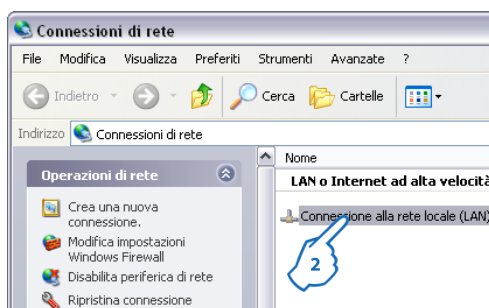 Connessioni di rete
File Modifica Visualizza Preferiti Strumenti Avanzate ?
Indietro Cerca Cartelle
Indirizzo Connessioni di rete
Operazioni di rete
Crea una nuova
connessione.
Modifica impostazioni
Windows Firewall
Disabilita periferica di rete
Ripristina connessione
Nome
LAN o Internet ad alta velocità
Connessione alla rete locale (LAN)
2